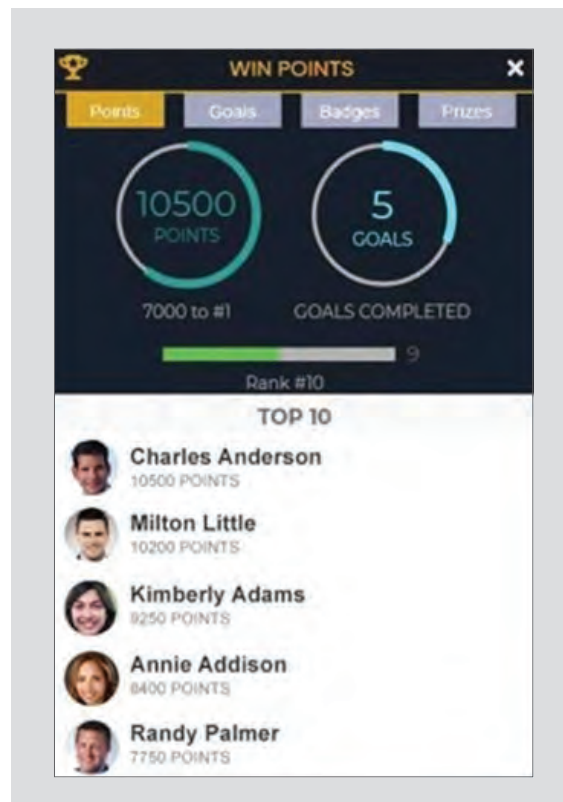 WIN POINTS
Points Goals Badges Prizes
10500 5
POINTS GOALS
7000 to #1 GOALS COMPLETED
9
Rank #10
TOP 10
Charles Anderson
10500 POINTS
Milton Little
10200 POINTS
Kimberly Adams
9250 POINTS
Annie Addison
8400 POINTS
Randy Palmer
7750 POINTS